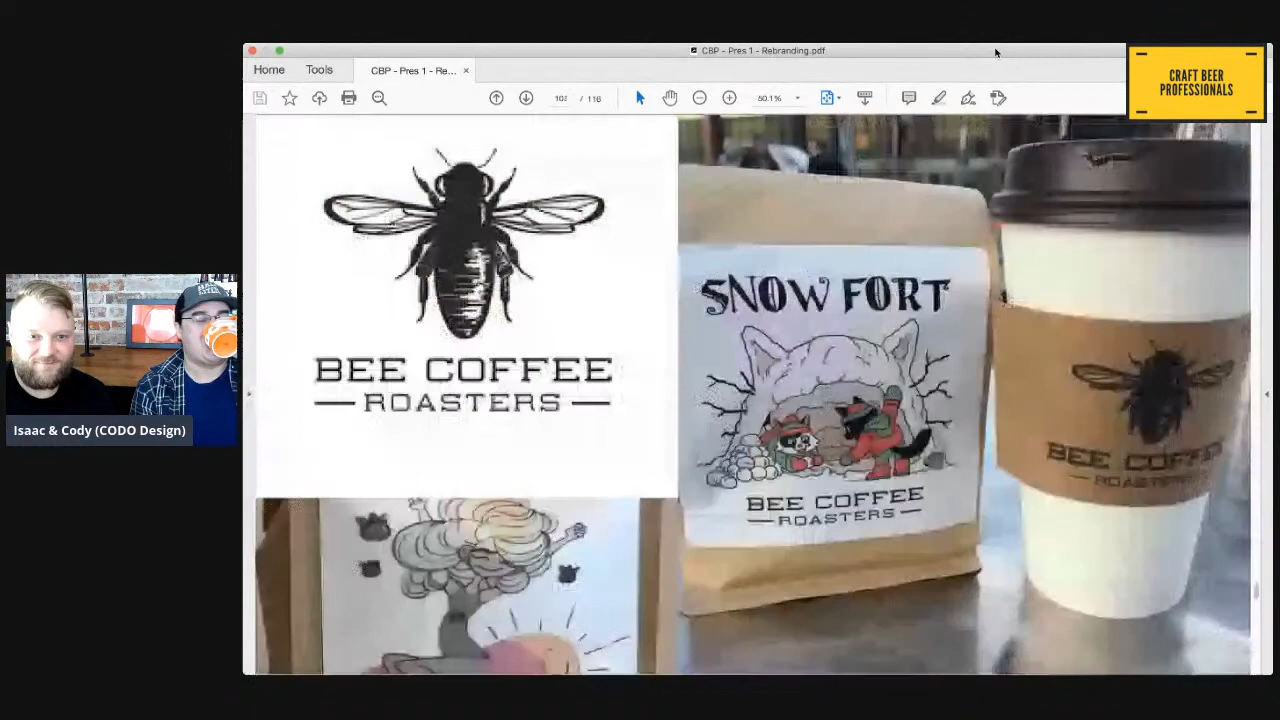 CBP - Pres 1 - Rebranding.pdf
Home
Tools
CBP - Pres 1 - Re...
/ 116
50.1%
CRAFT BEER
PROFESSIONALS
BEE COFFEE
ROASTERS
SNOW FORT
BEE COFFEE
ROASTERS
BEE COFFEE
ROASTERS
Isaac & Cody (CODO Design)